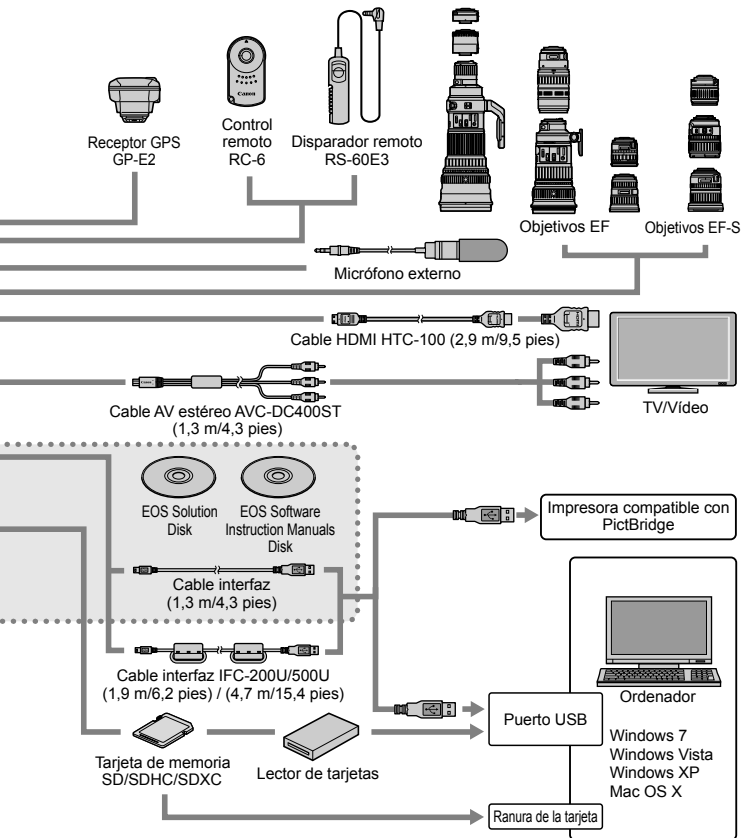 Canon
Receptor GPS
GP-E2
Control
remoto
RC-6
Disparador remoto
RS-60E3
Objetivos EF
Objetivos EF-S
Micrófono externo
Cable HDMI HTC-100 (2,9 m/9,5 pies)
TV/Vídeo
Cable AV estéreo AVC-DC400ST
(1,3 m/4,3 pies)
EOS Solution
Disk
EOS Software
Instruction Manuals
Disk
Cable interfaz
(1,3 m/4,3 pies)
Impresora compatible con
PictBridge
Cable interfaz IFC-200U/500U
(1,9 m/6,2 pies) / (4,7 m/15,4 pies)
Ordenador
Puerto USB
Windows 7
Windows Vista
Windows XP
Mac OS X
Tarjeta de memoria
SD/SDHC/SDXC
Lector de tarjetas
Ranura de la tarjeta